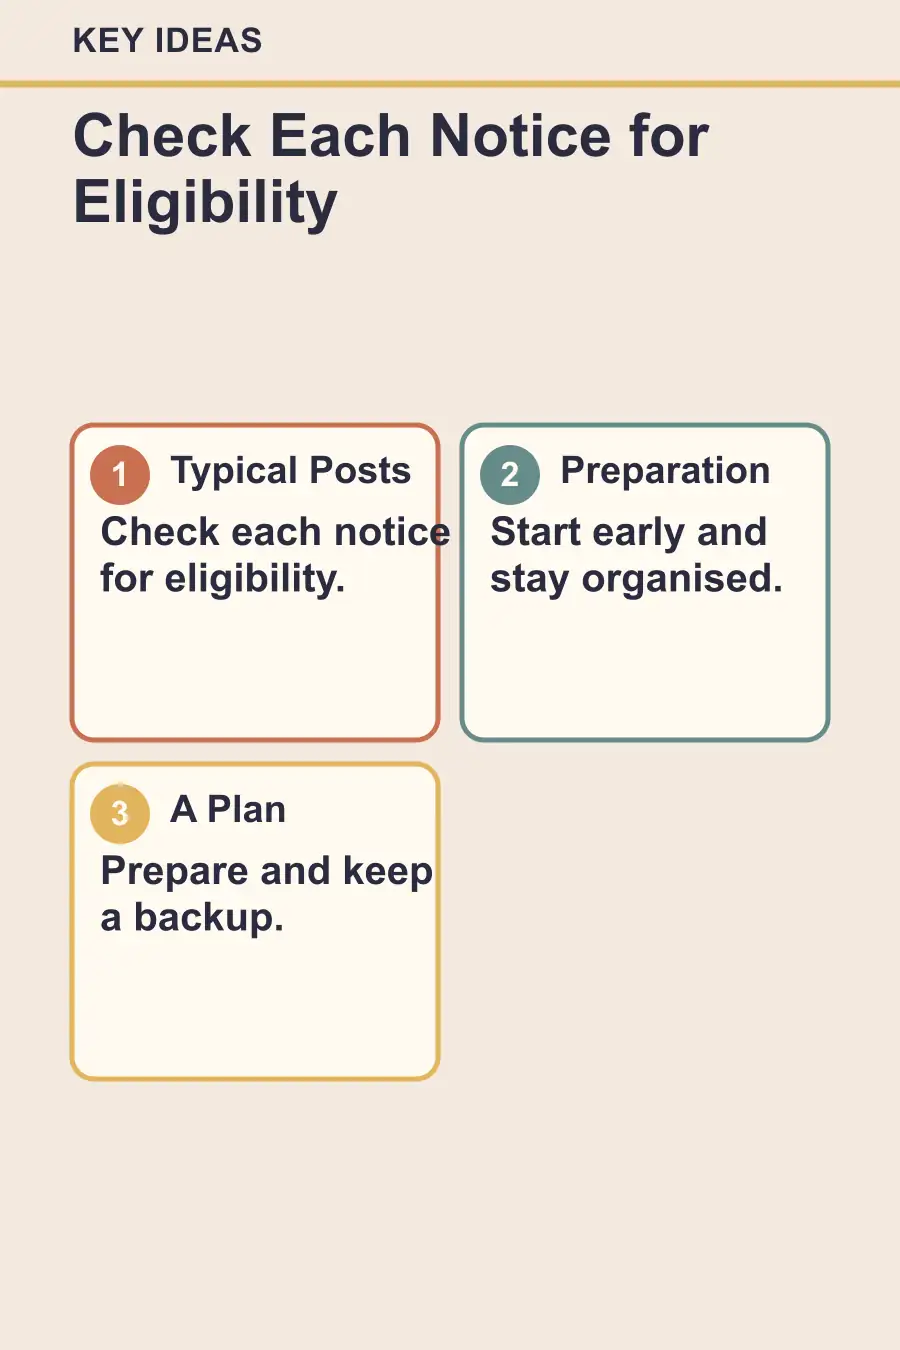 KEY IDEAS
Check Each Notice for
Eligibility
1 Typical Posts
Check each notice
for eligibility.
2 Preparation
Start early and
stay organised.
3 A Plan
Prepare and keep
a backup.